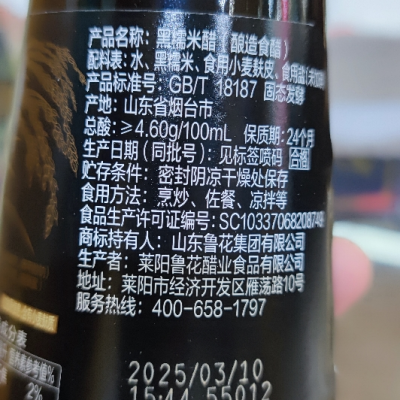 产品名称：黑糯米醋（酿造食醋）
配料表：水、黑糯米、食用小麦麸皮、食用盐
产品标准号：GB/T 18187 固态发酵
产地：山东省烟台市
总酸：≥4.60g/100mL 保质期：24个月
生产日期（同批号）：见标签喷码 合格
贮存条件：密封阴凉干燥处保存
食用方法：烹炒、佐餐、凉拌等
食品生产许可证编号：
商标持有人：山东鲁花集团有限公司
生产者：莱阳鲁花醋业食品有限公司
地址：莱阳市经济开发区雁荡路10号
服务热线：400-658-1797
2025/03/10
15:44 55012
2%